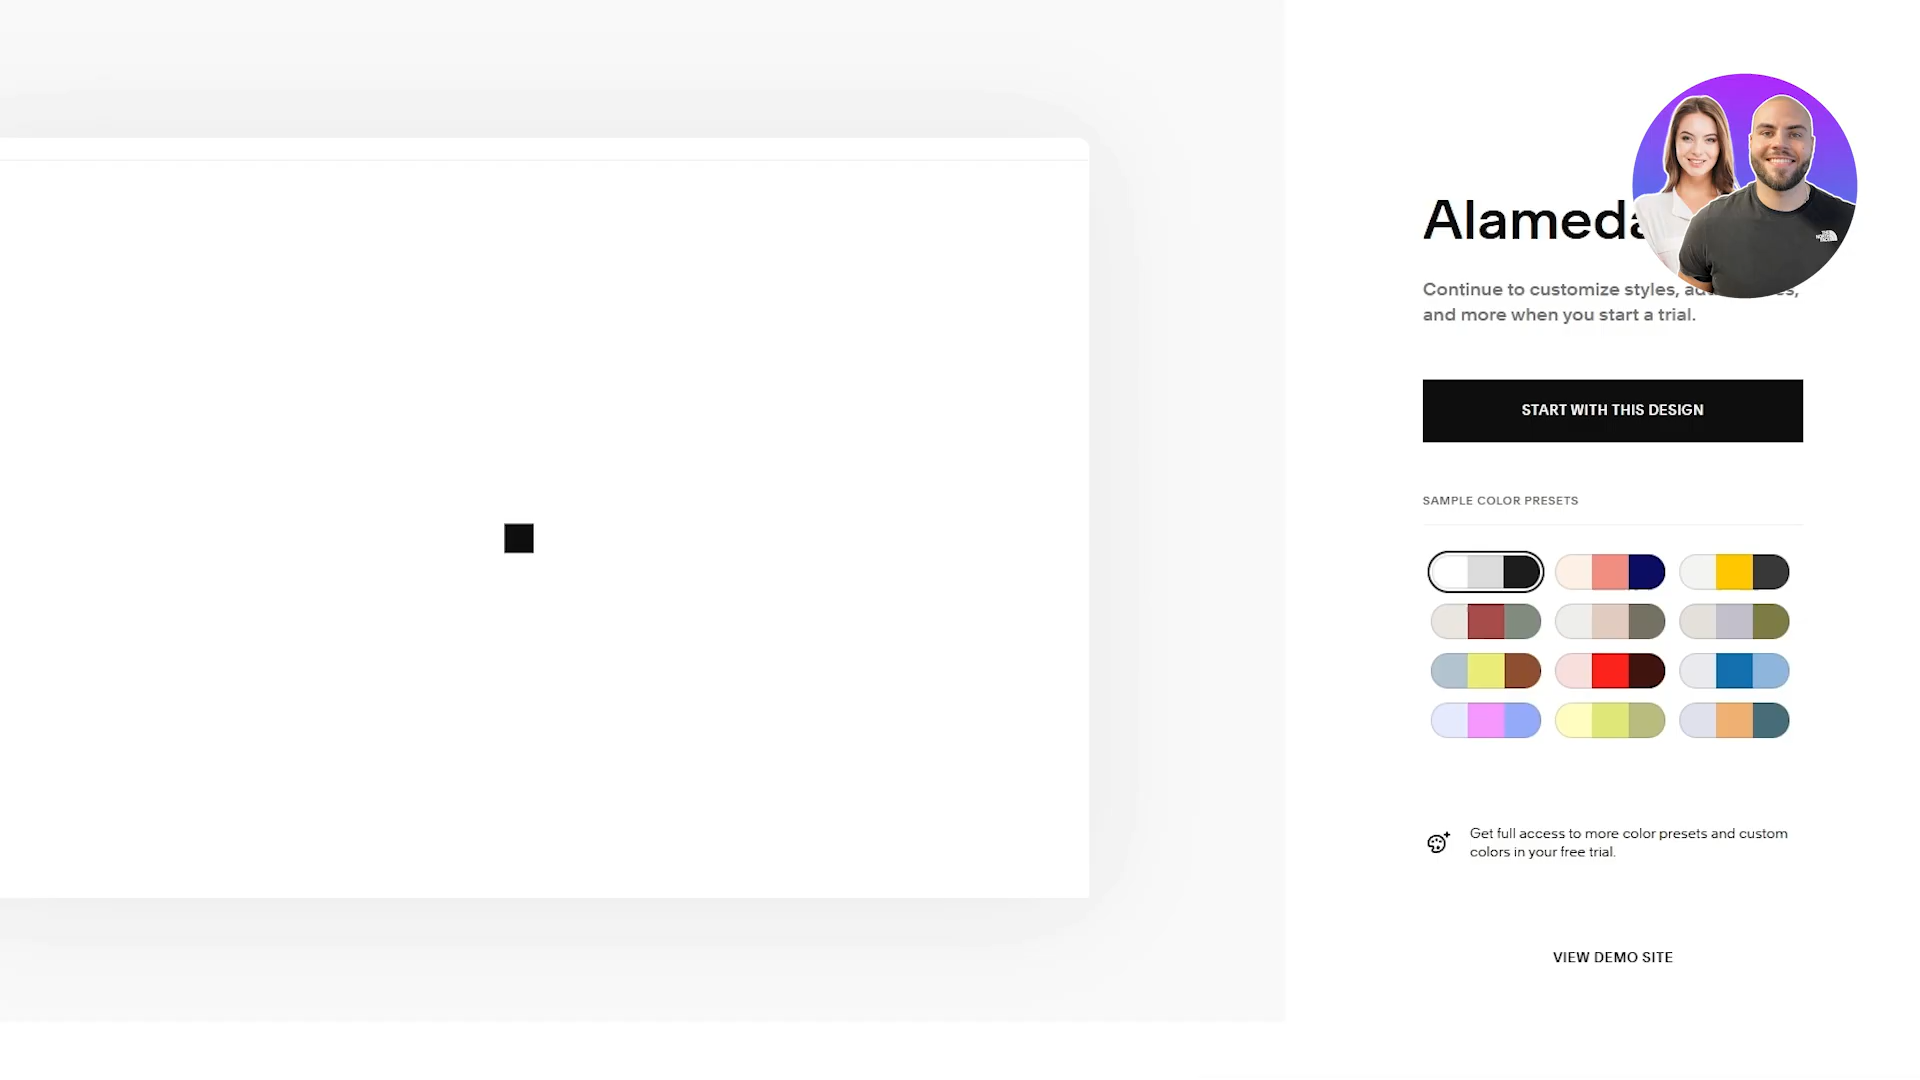 Alameda
Continue to customize styles,
and more when you start a trial.
START WITH THIS DESIGN
SAMPLE COLOR PRESETS
Get full access to more color presets and custom
colors in your free trial.
VIEW DEMO SITE